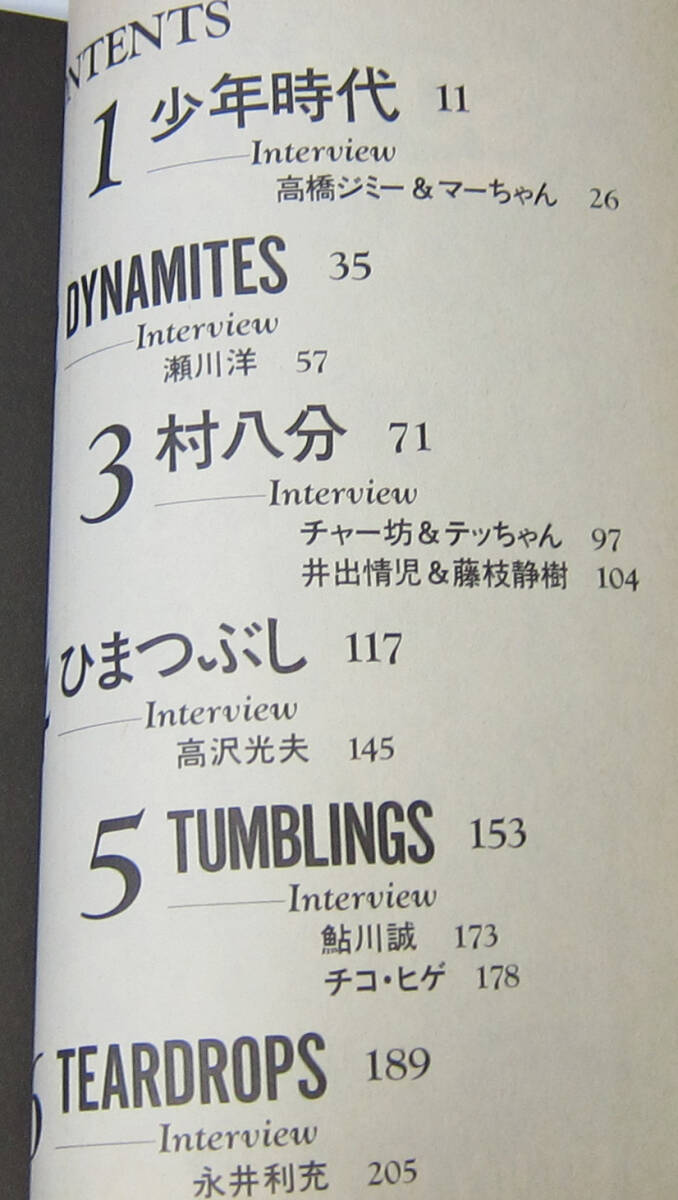 NTENTS
1 少年時代 11
Interview
高橋ジミー&マーちゃん 26
DYNAMITES 35
Interview
瀬川洋 57
3 村八分 71
Interview
チャー坊&テッちゃん 97
井出情児&藤枝静樹 104
ひまつぶし 117
Interview
高沢光夫 145
5 TUMBLINGS 153
Interview
鮎川誠 173
チコ・ヒゲ 178
6 TEARDROPS 189
Interview
永井利充 205